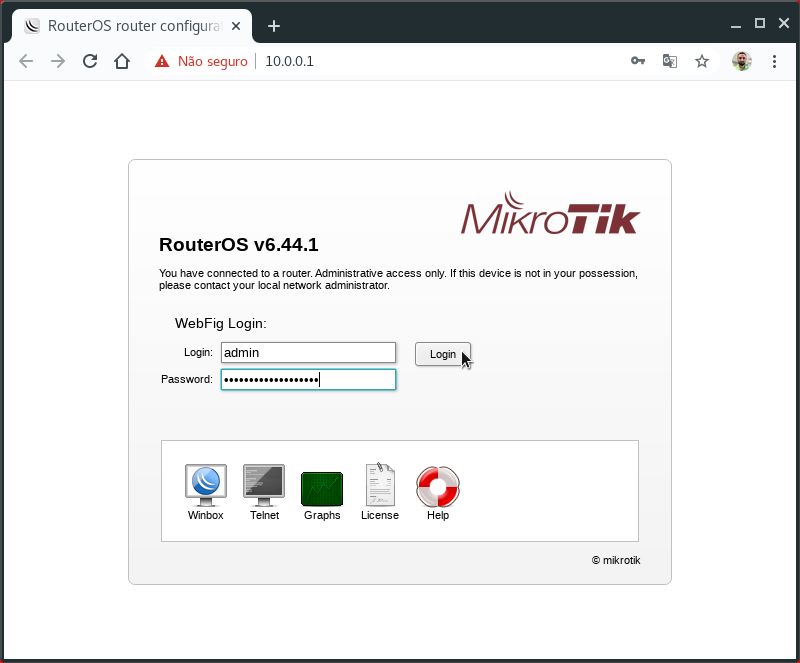 RouterOS router configura
Não seguro
10.0.0.1
MikroTik
RouterOS v6.44.1
You have connected to a router. Administrative access only. If this device is not in your possession,
please contact your local network administrator.
WebFig Login:
Login: admin
Login
Password: •••••••••••••••••••
Winbox
Telnet
Graphs
License
Help
© mikrotik